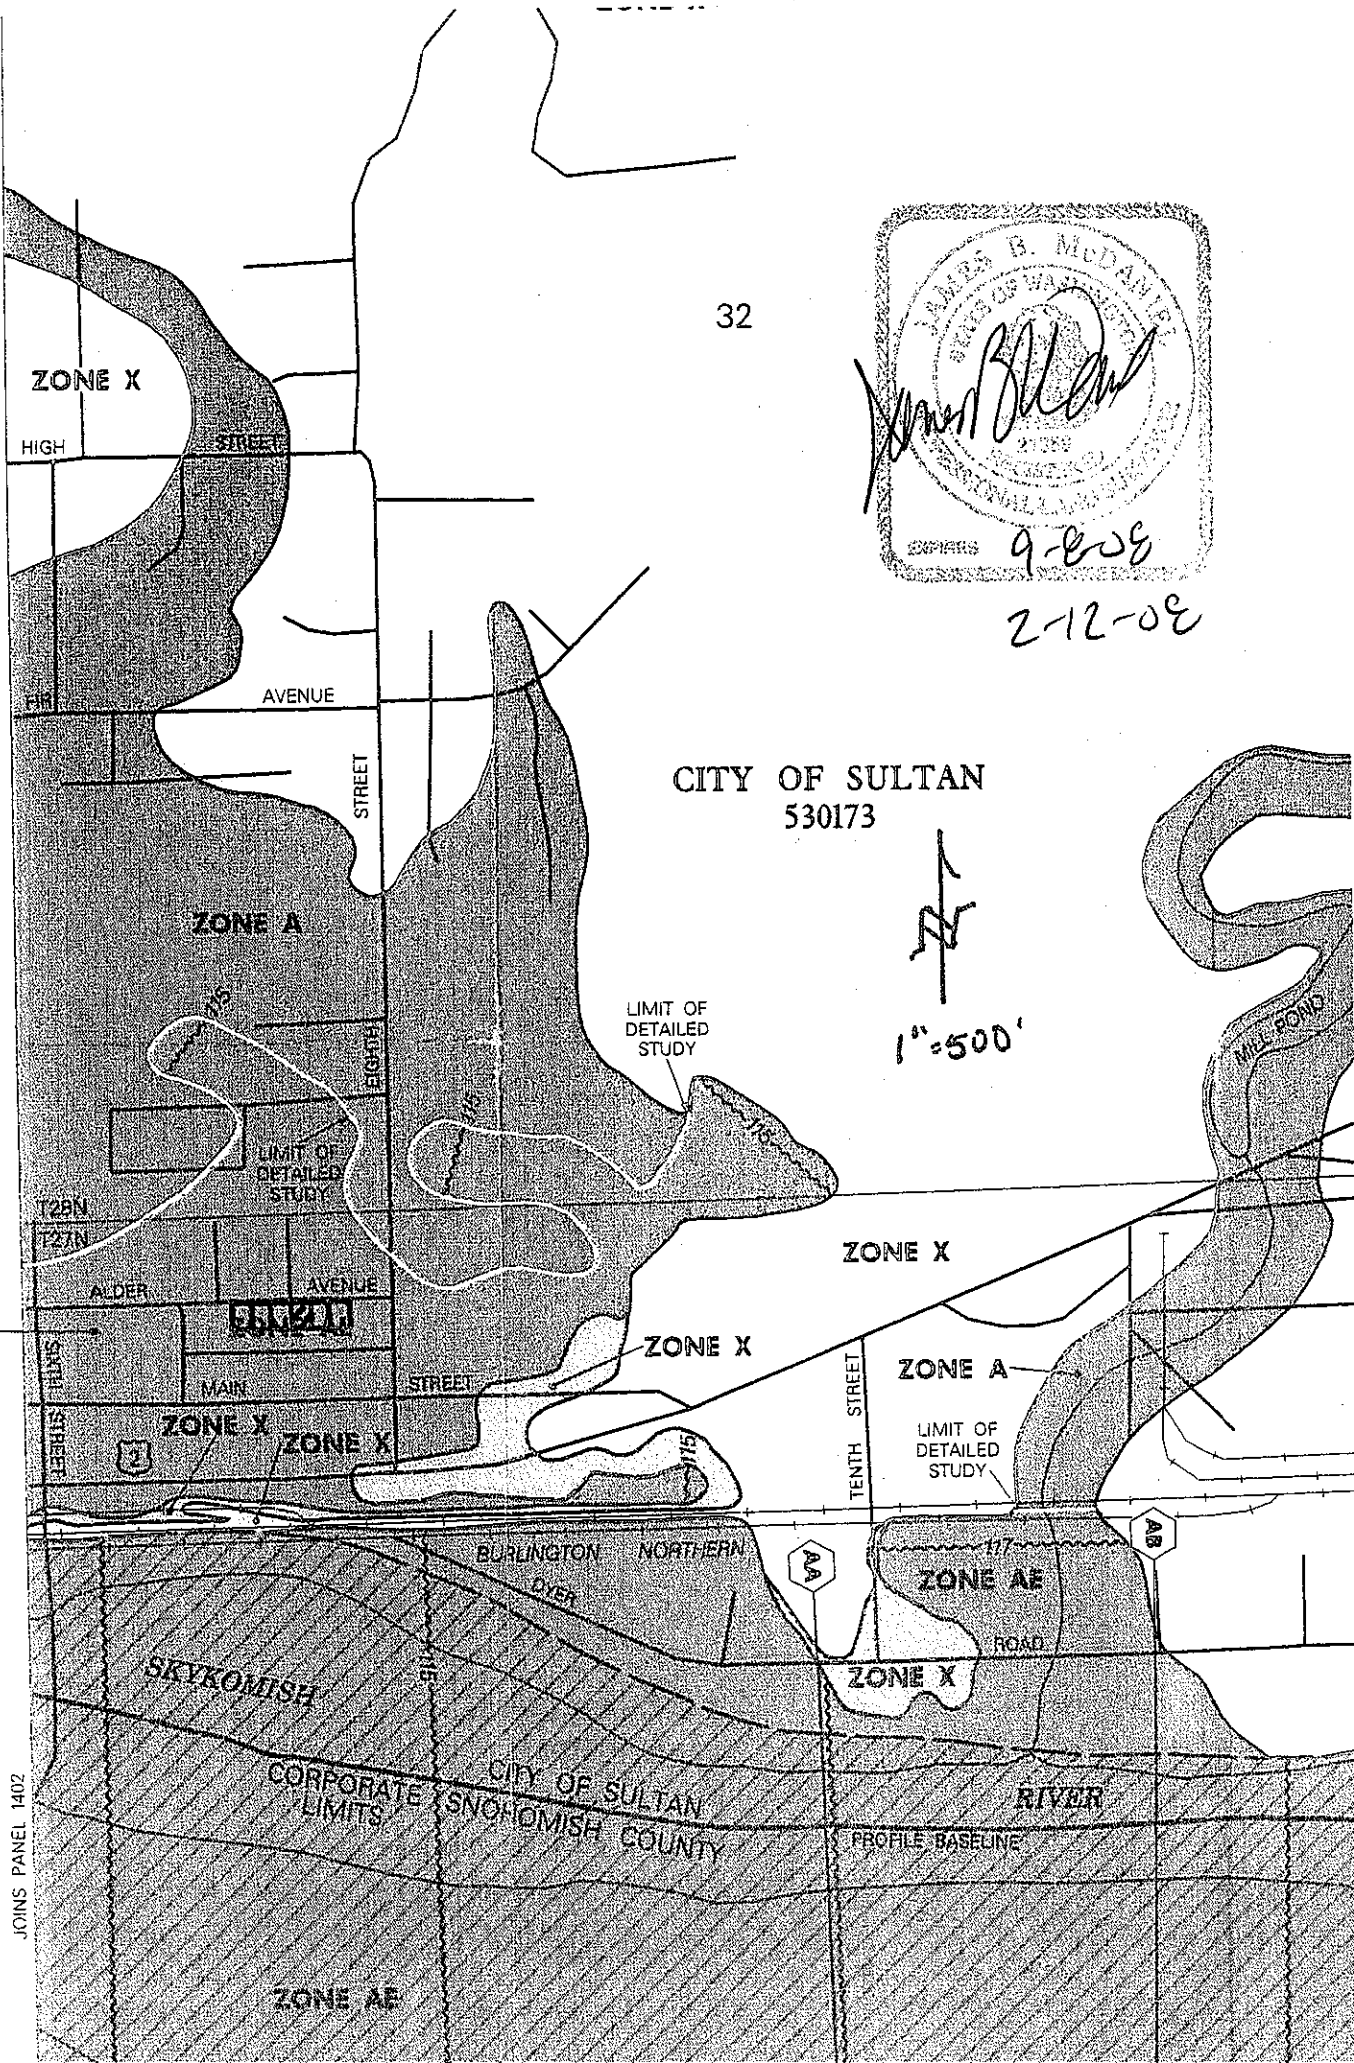 32
JAMES B. McDANIEL
STATE OF WASHINGTON
EXPIRES 9-8-08
2-12-08
ZONE X
HIGH STREET
FIR AVENUE
STREET
CITY OF SULTAN
530173
1"=500'
ZONE A
115
LIMIT OF
DETAILED
STUDY
MILL POND
EIGHTH
115
115
LIMIT OF
DETAILED
STUDY
T28N
T27N
ZONE X
ALDER AVENUE
ZONE X
ZONE A
SIXTH STREET
MAIN STREET
TENTH STREET
ZONE X
ZONE X
2
LIMIT OF
DETAILED
STUDY
115
BURLINGTON NORTHERN
AA
117
AB
DYER ROAD
ZONE AE
SKYKOMISH RIVER
115
ZONE X
CORPORATE
LIMITS
CITY OF SULTAN
SNOHOMISH COUNTY
PROFILE BASELINE
JOINS PANEL 1402
ZONE AE